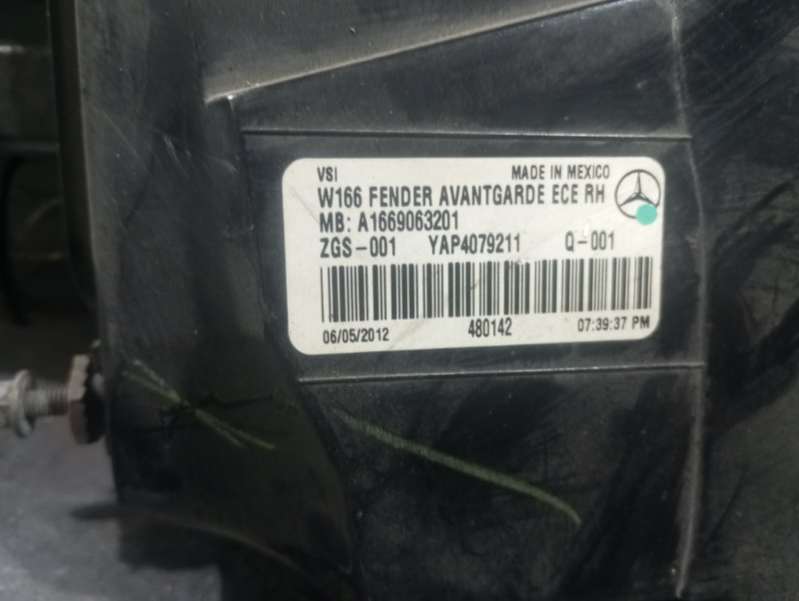 VSI MADE IN MEXICO
W166 FENDER AVANTGARDE ECE RH
MB: A1669063201
ZGS-001 YAP4079211 Q-001
06/05/2012 480142 07:39:37 PM